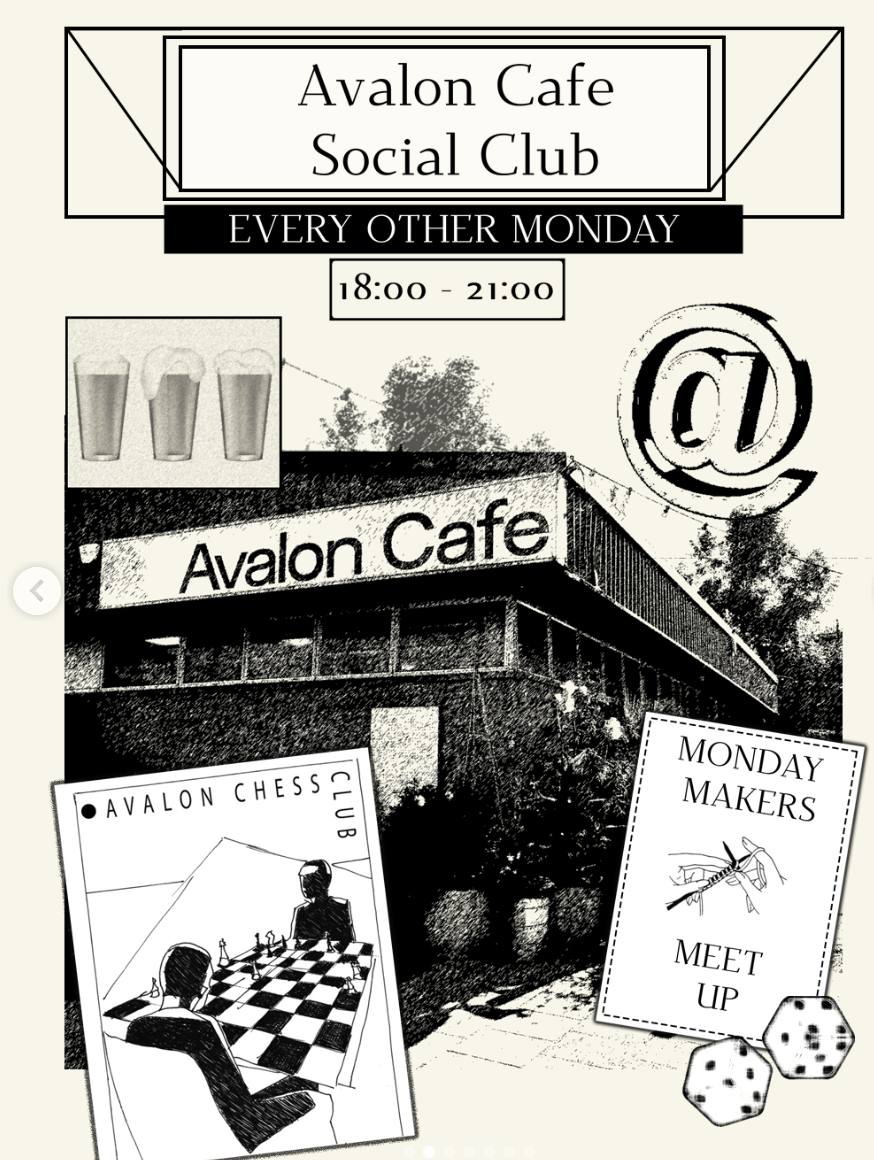 Avalon Cafe
Social Club
EVERY OTHER MONDAY
18:00 - 21:00
@
Avalon Cafe
AVALON CHESS CLUB
MONDAY
MAKERS
MEET
UP